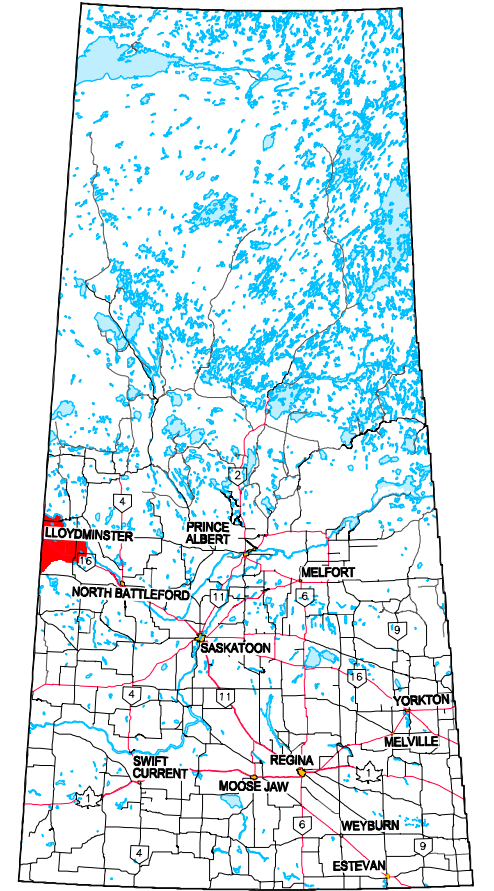 2
4
PRINCE
ALBERT
LLOYDMINSTER
16
MELFORT
NORTH BATTLEFORD
11
6
9
SASKATOON
16
4
11
YORKTON
MELVILLE
SWIFT
CURRENT
REGINA
1
MOOSE JAW
1
6
WEYBURN
4
9
ESTEVAN